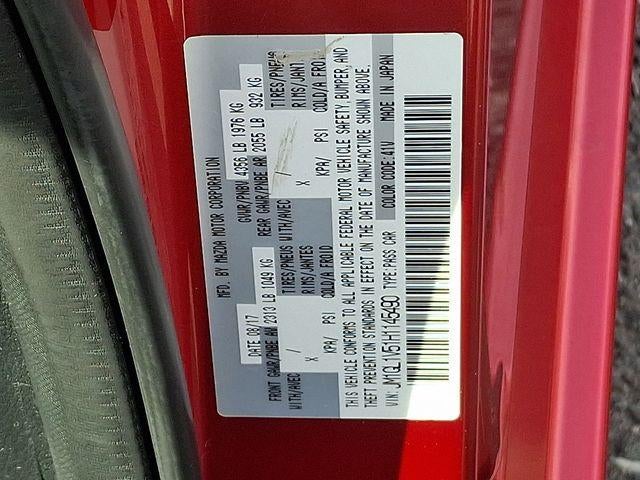 MFD. BY MAZDA MOTOR CORPORATION
DATE 08/17 GVWR/PNBV 4356 LB 1976 KG
FRONT GAWR/PNBE AV 2313 LB 1049 KG REAR GAWR/PNBE AR 2055 LB 932 KG
WITH/AVEC TIRES/PNEUS WITH/AVEC TIRES/PNEUS
/ RIMS/JANTES / RIMS/JANT
X X
KPA/ PSI COLD/A FROID KPA/ PSI COLD/A FROI
THIS VEHICLE CONFORMS TO ALL APPLICABLE FEDERAL MOTOR VEHICLE SAFETY, BUMPER, AND
THEFT PREVENTION STANDARDS IN EFFECT ON THE DATE OF MANUFACTURE SHOWN ABOVE.
VIN: TYPE:PASS CAR COLOR CODE:41V MADE IN JAPAN